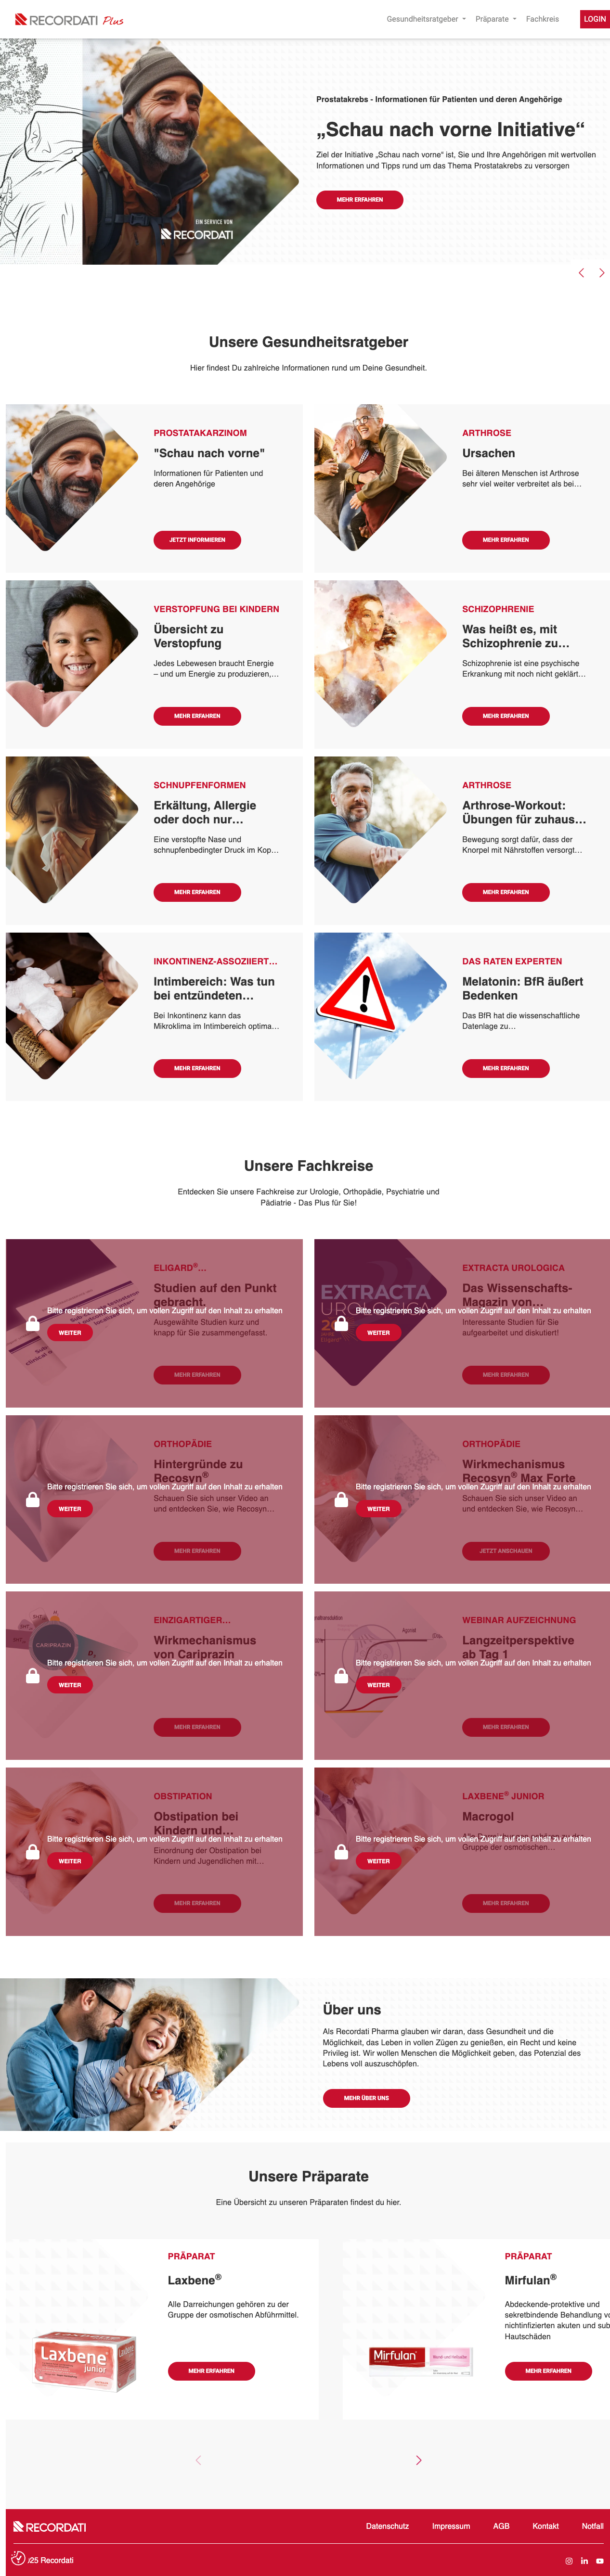 RECORDATI Plus
Gesundheitsratgeber
Präparate
Fachkreis
LOGIN
Prostatakrebs - Informationen für Patienten und deren Angehörige
„Schau nach vorne Initiative“
Ziel der Initiative „Schau nach vorne“ ist, Sie und Ihre Angehörigen mit wertvollen
Informationen und Tipps rund um das Thema Prostatakrebs zu versorgen
MEHR ERFAHREN
EIN SERVICE VON
RECORDATI
Unsere Gesundheitsratgeber
Hier findest Du zahlreiche Informationen rund um Deine Gesundheit.
PROSTATAKARZINOM
"Schau nach vorne"
Informationen für Patienten und
deren Angehörige
JETZT INFORMIEREN
ARTHROSE
Ursachen
Bei älteren Menschen ist Arthrose
sehr viel weiter verbreitet als bei…
MEHR ERFAHREN
VERSTOPFUNG BEI KINDERN
Übersicht zu
Verstopfung
Jedes Lebewesen braucht Energie
– und um Energie zu produzieren,…
MEHR ERFAHREN
SCHIZOPHRENIE
Was heißt es, mit
Schizophrenie zu…
Schizophrenie ist eine psychische
Erkrankung mit noch nicht geklärt…
MEHR ERFAHREN
SCHNUPFENFORMEN
Erkältung, Allergie
oder doch nur…
Eine verstopfte Nase und
schnupfenbedingter Druck im Kop…
MEHR ERFAHREN
ARTHROSE
Arthrose-Workout:
Übungen für zuhaus…
Bewegung sorgt dafür, dass der
Knorpel mit Nährstoffen versorgt…
MEHR ERFAHREN
INKONTINENZ-ASSOZIIERT…
Intimbereich: Was tun
bei entzündeten…
Bei Inkontinenz kann das
Mikroklima im Intimbereich optima…
MEHR ERFAHREN
DAS RATEN EXPERTEN
Melatonin: BfR äußert
Bedenken
Das BfR hat die wissenschaftliche
Datenlage zu…
MEHR ERFAHREN
Unsere Fachkreise
Entdecken Sie unsere Fachkreise zur Urologie, Orthopädie, Psychiatrie und
Pädiatrie - Das Plus für Sie!
ELIGARD®…
Studien auf den Punkt
gebracht.
Bitte registrieren Sie sich, um vollen Zugriff auf den Inhalt zu erhalten
Ausgewählte Studien kurz und
knapp für Sie zusammengefasst.
WEITER
MEHR ERFAHREN
EXTRACTA UROLOGICA
EXTRACTA
UROLOGICA
Das Wissenschafts-
Magazin von…
Bitte registrieren Sie sich, um vollen Zugriff auf den Inhalt zu erhalten
Interessante Studien für Sie
aufgearbeitet und diskutiert!
WEITER
MEHR ERFAHREN
ORTHOPÄDIE
Hintergründe zu
Recosyn®
Bitte registrieren Sie sich, um vollen Zugriff auf den Inhalt zu erhalten
Schauen Sie sich unser Video an
und entdecken Sie, wie Recosyn…
WEITER
MEHR ERFAHREN
ORTHOPÄDIE
Wirkmechanismus
Recosyn® Max Forte
Bitte registrieren Sie sich, um vollen Zugriff auf den Inhalt zu erhalten
Schauen Sie sich unser Video an
und entdecken Sie, wie Recosyn…
WEITER
JETZT ANSCHAUEN
EINZIGARTIGER…
CARIPRAZIN
Wirkmechanismus
von Cariprazin
Bitte registrieren Sie sich, um vollen Zugriff auf den Inhalt zu erhalten
WEITER
MEHR ERFAHREN
WEBINAR AUFZEICHNUNG
Langzeitperspektive
ab Tag 1
Bitte registrieren Sie sich, um vollen Zugriff auf den Inhalt zu erhalten
WEITER
MEHR ERFAHREN
OBSTIPATION
Obstipation bei
Kindern und…
Bitte registrieren Sie sich, um vollen Zugriff auf den Inhalt zu erhalten
Einordnung der Obstipation bei
Kindern und Jugendlichen mit…
WEITER
MEHR ERFAHREN
LAXBENE® JUNIOR
Macrogol
Bitte registrieren Sie sich, um vollen Zugriff auf den Inhalt zu erhalten
Gruppe der osmotischen…
WEITER
MEHR ERFAHREN
Über uns
Als Recordati Pharma glauben wir daran, dass Gesundheit und die
Möglichkeit, das Leben in vollen Zügen zu genießen, ein Recht und keine
Privileg ist. Wir wollen Menschen die Möglichkeit geben, das Potenzial des
Lebens voll auszuschöpfen.
MEHR ÜBER UNS
Unsere Präparate
Eine Übersicht zu unseren Präparaten findest du hier.
PRÄPARAT
Laxbene®
Alle Darreichungen gehören zu der
Gruppe der osmotischen Abführmittel.
Laxbene
junior
MEHR ERFAHREN
PRÄPARAT
Mirfulan®
Abdeckende-protektive und
sekretbindende Behandlung vo
nichtinfizierten akuten und sub
Hautschäden
Mirfulan
MEHR ERFAHREN
RECORDATI
Datenschutz
Impressum
AGB
Kontakt
Notfall
25 Recordati